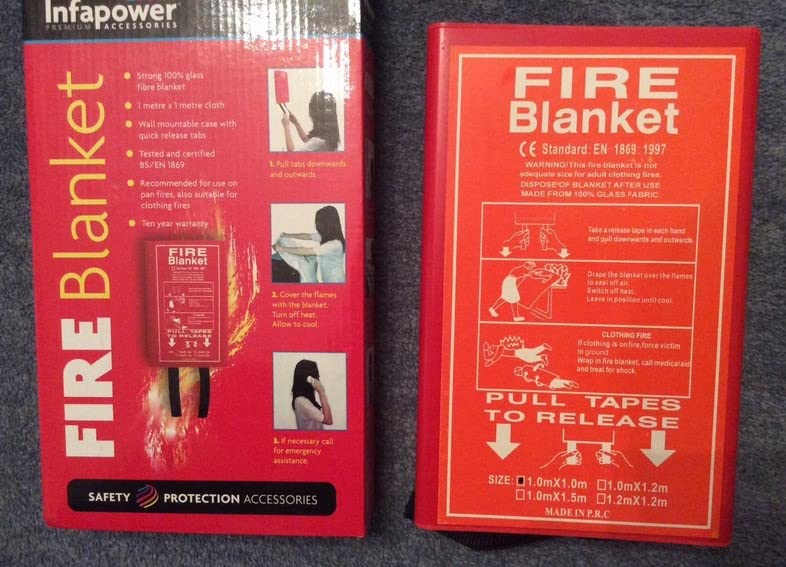 Infapower
PREMIUM ACCESSORIES
FIRE Blanket
Strong 100% glass
fibre blanket
1 metre x 1 metre cloth
Wall mountable case with
quick release tabs
Tested and certified
BS/EN 1869
Recommended for use on
pan fires, also suitable for
clothing fires
Ten year warranty
1. Pull tabs downwards
and outwards
2. Cover the flames
with the blanket.
Turn off heat.
Allow to cool.
3. If necessary call
for emergency
assistance.
FIRE
Blanket
PULL TAPES
TO RELEASE
SAFETY PROTECTION ACCESSORIES
FIRE
Blanket
CE Standard: EN-1869: 1997
WARNING!This fire blanket is not
adequate size for adult clothing fires.
DISPOSE'OF BLANKET AFTER USE
MADE FROM 100% GLASS FABRIC
Take a release tape in each hand
and pull downwards and outwards
Drape the blanket over the flames
to seal off air.
Switch off heat.
Leave in position until cool.
CLOTHING FIRE
If clothing is on fire,force victim
to ground
Wrap in fire blanket, call medical aid
and treat for shock.
PULL TAPES
TO RELEASE
SIZE: ■1.0mX1.0m □1.0mX1.2m
□1.0mX1.5m □1.2mX1.2m
MADE IN P.R.C